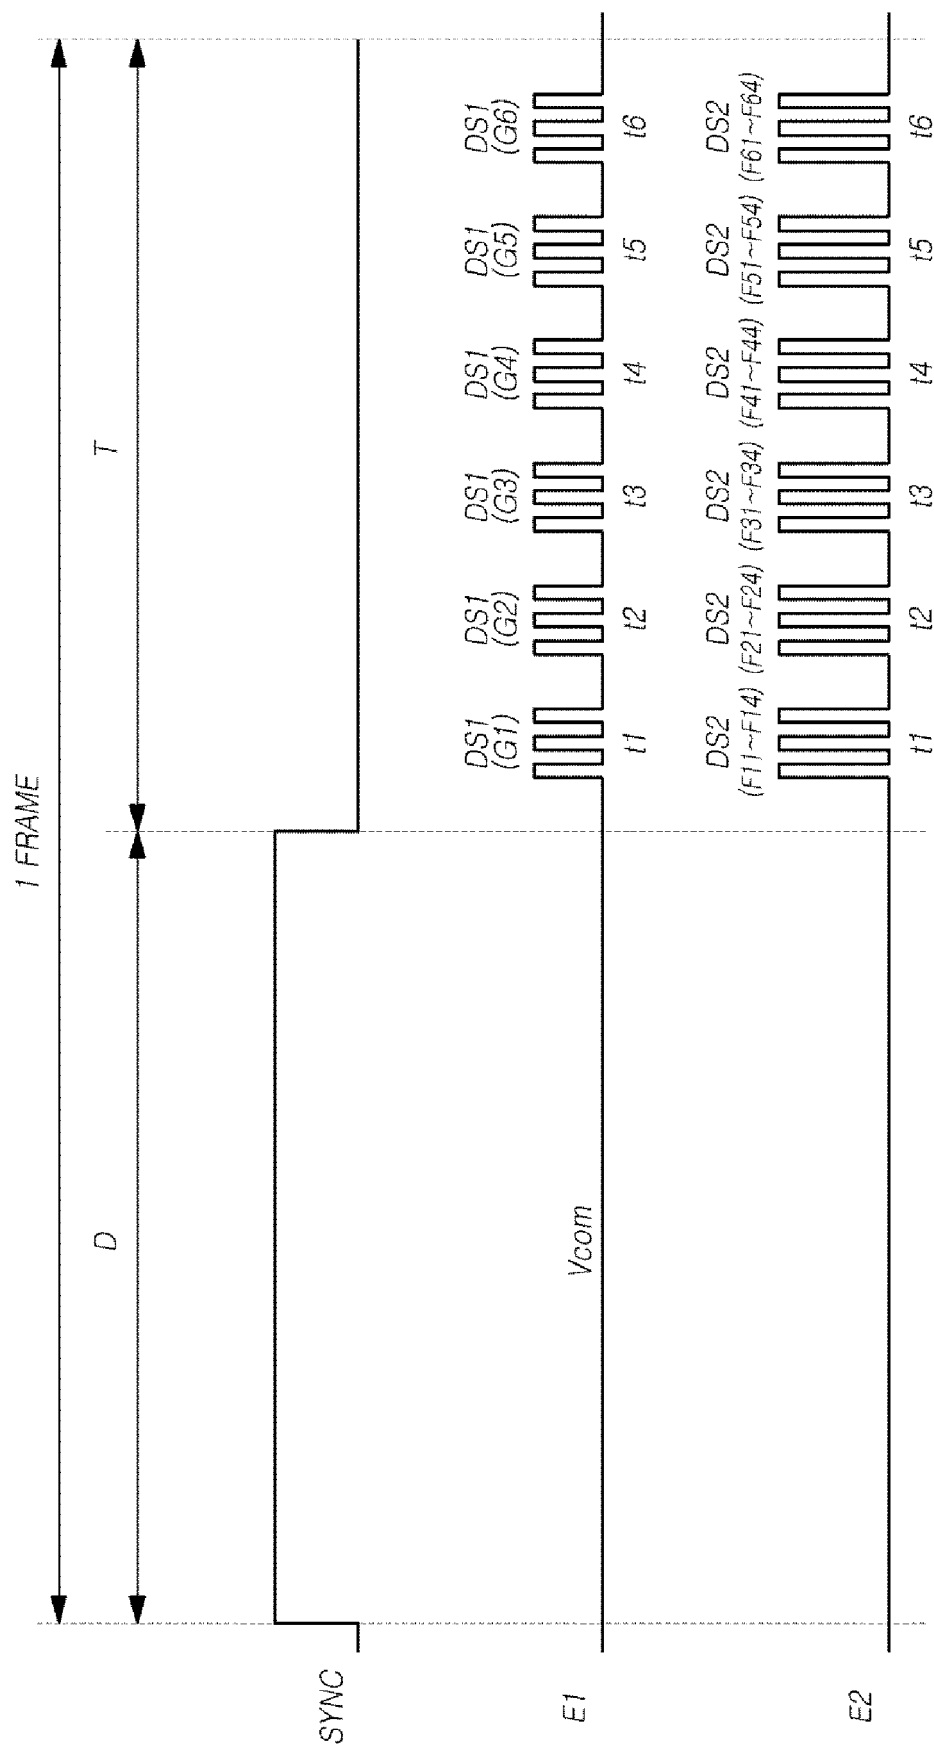 1 FRAME
D
T
SYNC
E1
Vcom
DS1
(G1)
DS1
(G2)
DS1
(G3)
DS1
(G4)
DS1
(G5)
DS1
(G6)
t1
t2
t3
t4
t5
t6
E2
DS2
(F11~F14)
DS2
(F21~F24)
DS2
(F31~F34)
DS2
(F41~F44)
DS2
(F51~F54)
DS2
(F61~F64)
t1
t2
t3
t4
t5
t6